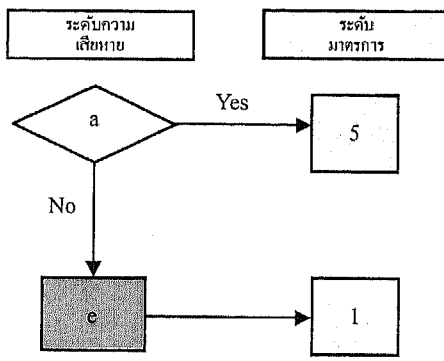 ระดับความ
เสียหาย
ระดับ
มาตรการ
a
Yes
5
No
e
1